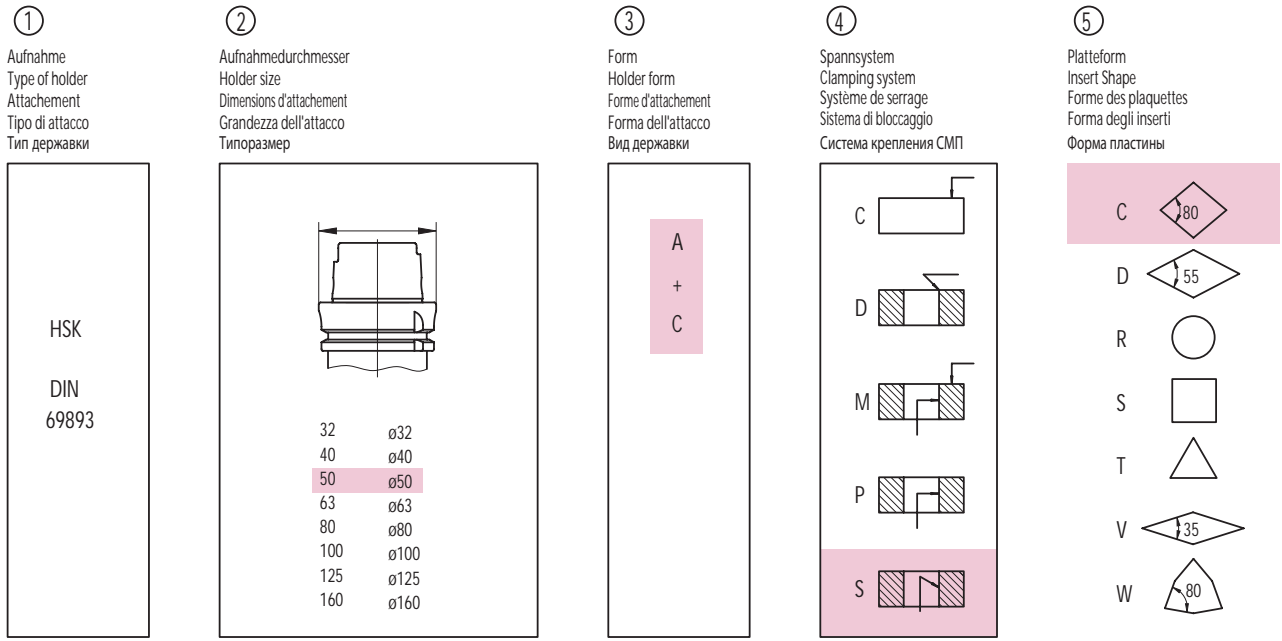 1
Aufnahme
Type of holder
Attachement
Tipo di attacco
Тип державки
HSK
DIN
69893
2
Aufnahmedurchmesser
Holder size
Dimensions d'attachement
Grandezza dell'attacco
Типоразмер
32 ø32
40 ø40
50 ø50
63 ø63
80 ø80
100 ø100
125 ø125
160 ø160
3
Form
Holder form
Forme d'attachement
Forma dell'attacco
Вид державки
A
+
C
4
Spannsystem
Clamping system
Système de serrage
Sistema di bloccaggio
Система крепления СМП
C
D
M
P
S
5
Platteform
Insert Shape
Forme des plaquettes
Forma degli inserti
Форма пластины
C 80
D 55
R
S
T
V 35
W 80